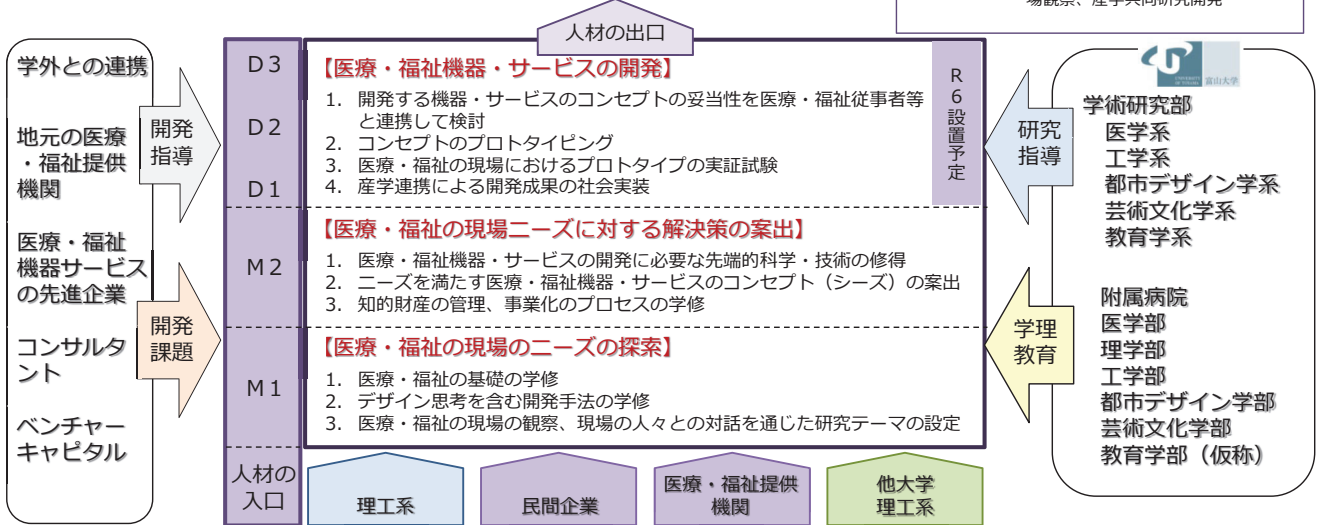 場観察、産学共同研究開発
人材の出口
学外との連携
地元の医療
・福祉提供
機関
医療・福祉
機器サービス
の先進企業
コンサルタ
ント
ベンチャー
キャピタル
開発
指導
開発
課題
D3
D2
D1
M2
M1
人材の
入口
【医療・福祉機器・サービスの開発】
1. 開発する機器・サービスのコンセプトの妥当性を医療・福祉従事者等
と連携して検討
2. コンセプトのプロトタイピング
3. 医療・福祉の現場におけるプロトタイプの実証試験
4. 産学連携による開発成果の社会実装
R6設置予定
【医療・福祉の現場ニーズに対する解決策の案出】
1. 医療・福祉機器・サービスの開発に必要な先端的科学・技術の修得
2. ニーズを満たす医療・福祉機器・サービスのコンセプト（シーズ）の案出
3. 知的財産の管理、事業化のプロセスの学修
【医療・福祉の現場のニーズの探索】
1. 医療・福祉の基礎の学修
2. デザイン思考を含む開発手法の学修
3. 医療・福祉の現場の観察、現場の人々との対話を通じた研究テーマの設定
理工系
民間企業
医療・福祉提供
機関
他大学
理工系
研究
指導
学理
教育
富山大学
学術研究部
医学系
工学系
都市デザイン学系
芸術文化学系
教育学系
附属病院
医学部
理学部
工学部
都市デザイン学部
芸術文化学部
教育学部（仮称）